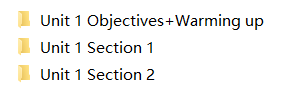 Unit 1 Objectives+Warming up
Unit 1 Section 1
Unit 1 Section 2